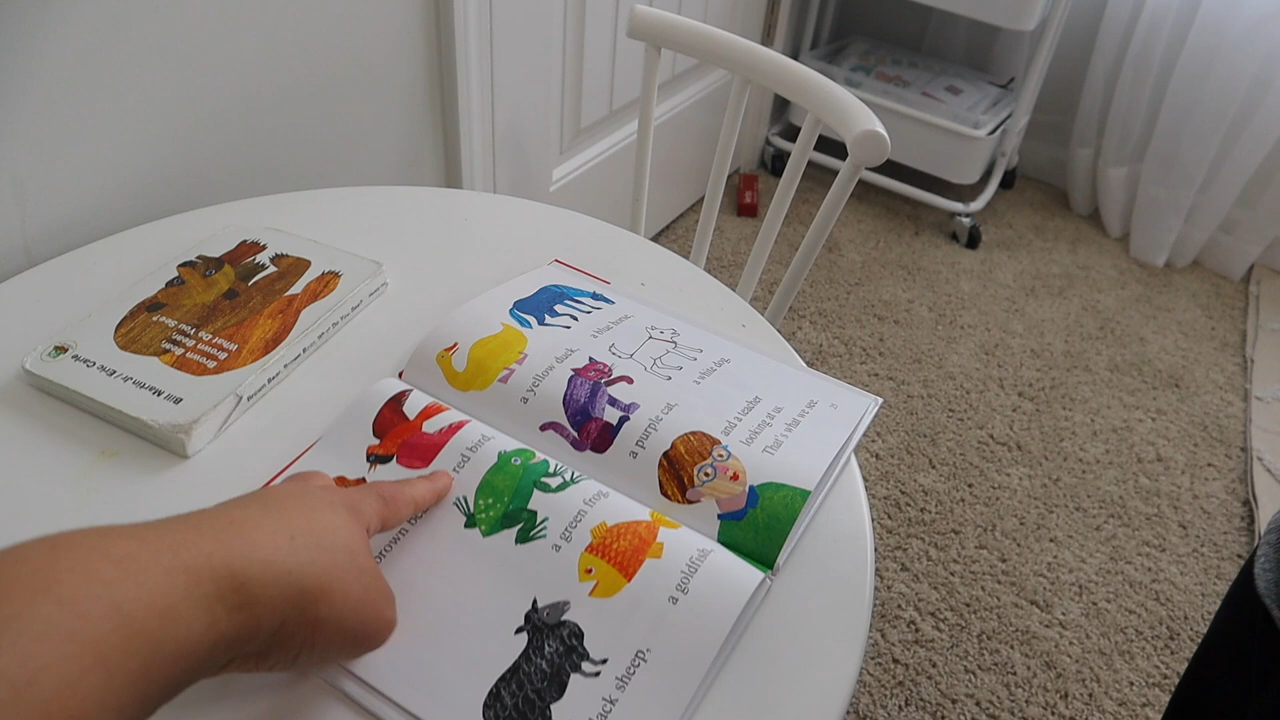 Brown Bear,
Brown Bear,
What Do You See?
Bill Martin Jr / Eric Carle
Brown Bear, Brown Bear, What Do You See?
red bird,
a yellow duck,
a blue horse,
brown
a green frog,
a purple cat,
a white dog,
sheep,
a goldfish,
and a teacher
looking at us.
That's what we see.
25